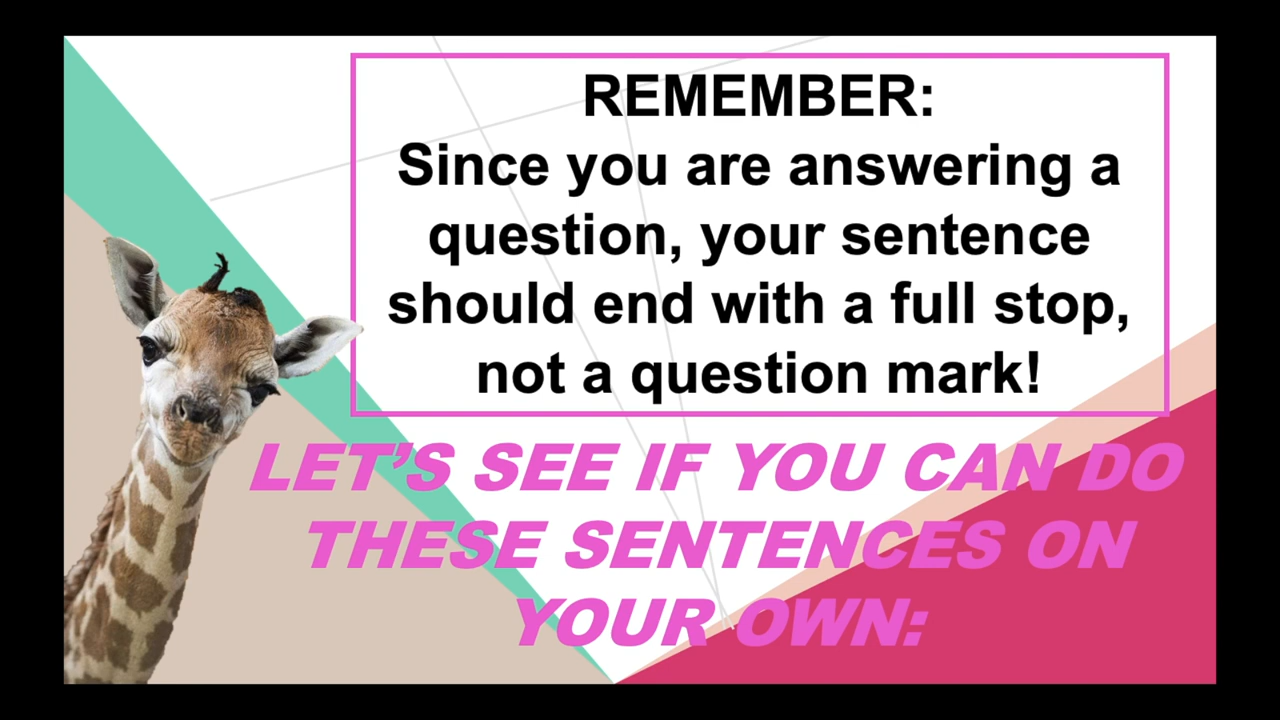 REMEMBER:
Since you are answering a
question, your sentence
should end with a full stop,
not a question mark!
LET’S SEE IF YOU CAN DO
THESE SENTENCES ON
YOUR OWN: